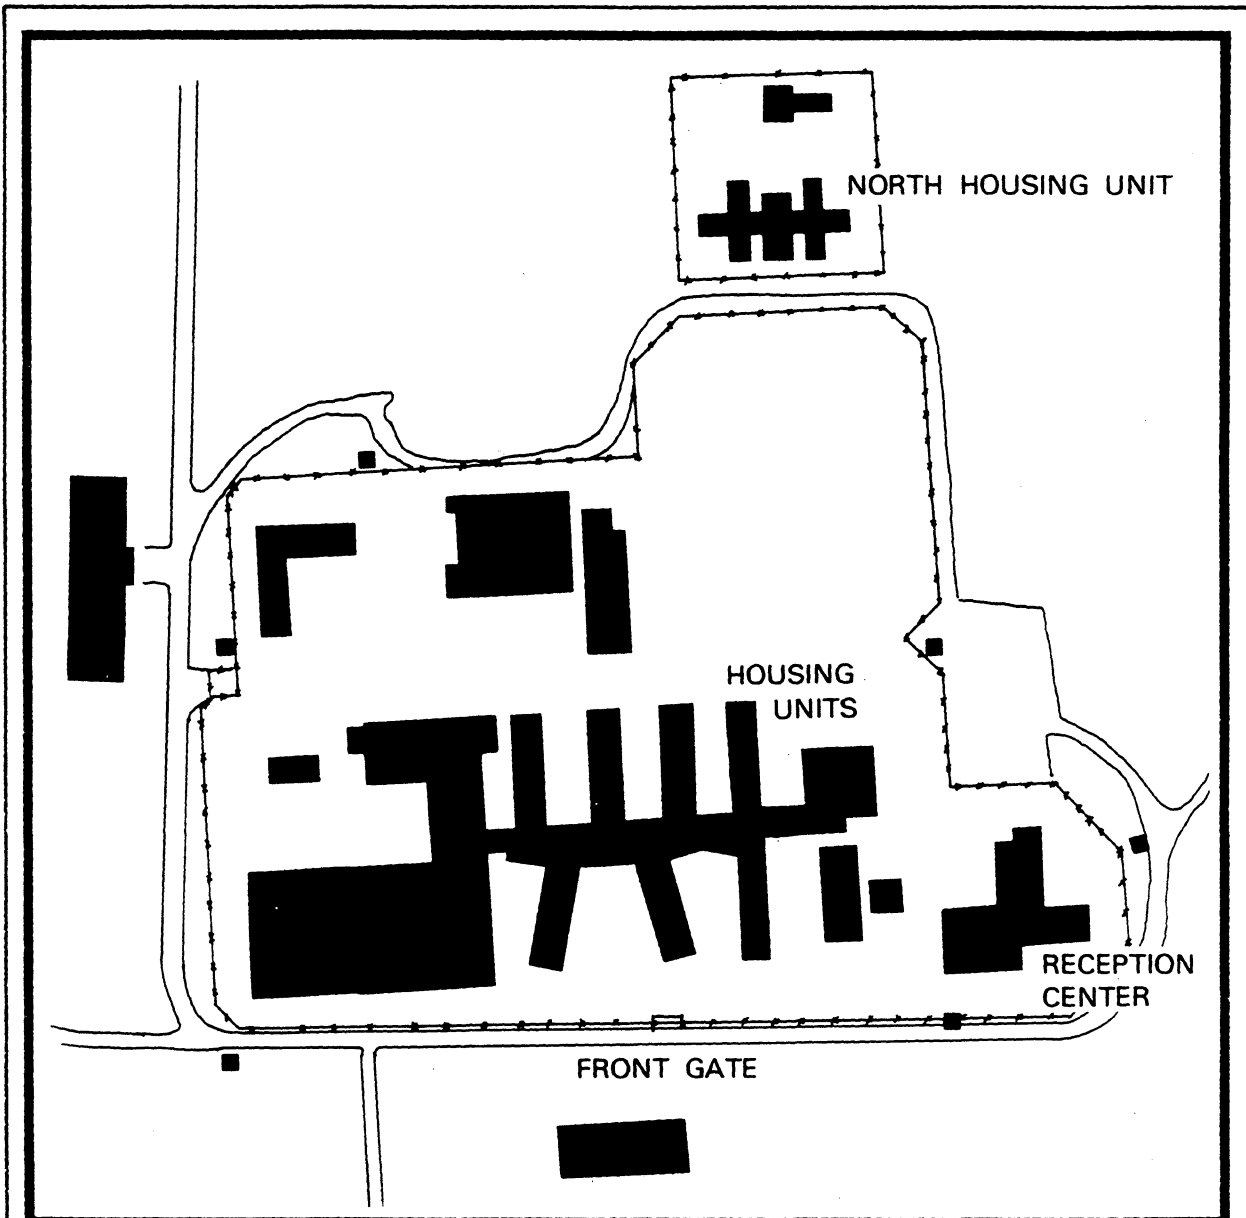 NORTH HOUSING UNIT
HOUSING
UNITS
RECEPTION
CENTER
FRONT GATE